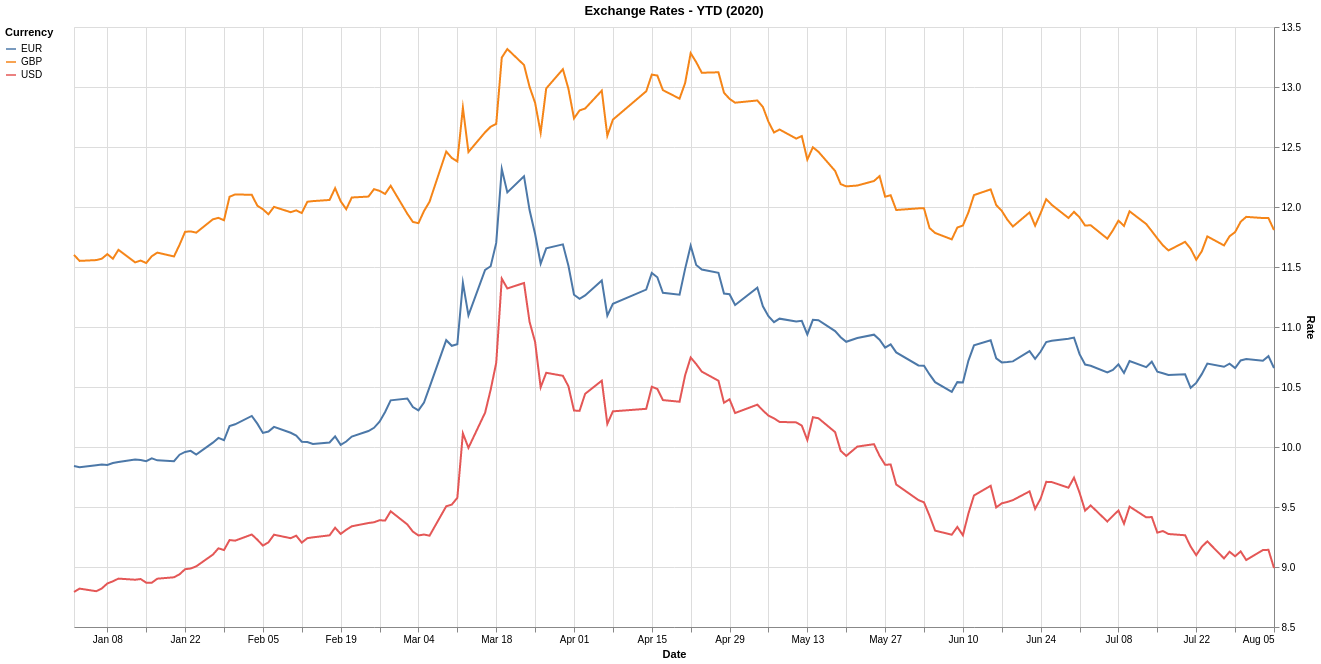 Exchange Rates - YTD (2020)
Currency
EUR
GBP
USD
13.5
13.0
12.5
12.0
11.5
11.0
10.5
10.0
9.5
9.0
8.5
Rate
Jan 08 Jan 22 Feb 05 Feb 19 Mar 04 Mar 18 Apr 01 Apr 15 Apr 29 May 13 May 27 Jun 10 Jun 24 Jul 08 Jul 22 Aug 05
Date